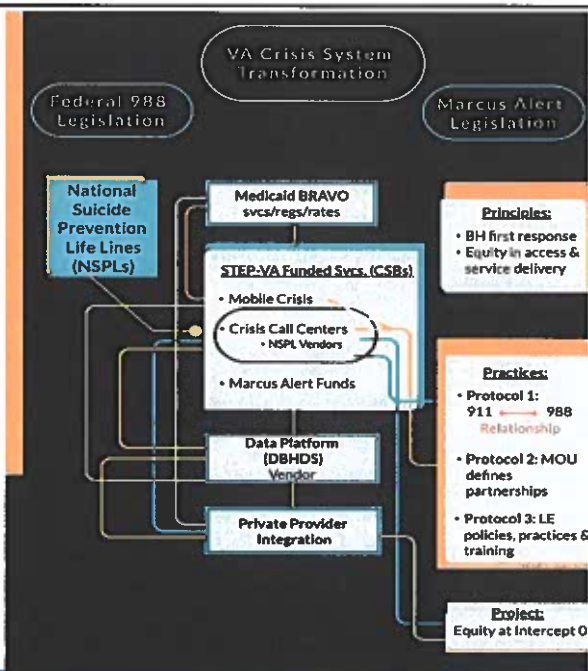 VA Crisis System
Transformation
Federal 988
Legislation
Marcus Alert
Legislation
National
Suicide
Prevention
Life Lines
(NSPLs)
Medicaid BRAVO
svcs/regs/rates
STEP-VA Funded Svcs. (CSBs)
• Mobile Crisis
• Crisis Call Centers
• NSPL Vendors
• Marcus Alert Funds
Data Platform
(DBHDS)
Vendor
Private Provider
Integration
Principles:
• BH first response
• Equity in access &
service delivery
Practices:
• Protocol 1:
911 ⟷ 988
Relationship
• Protocol 2: MOU
defines
partnerships
• Protocol 3: LE
policies, practices &
training
Project:
Equity at Intercept 0